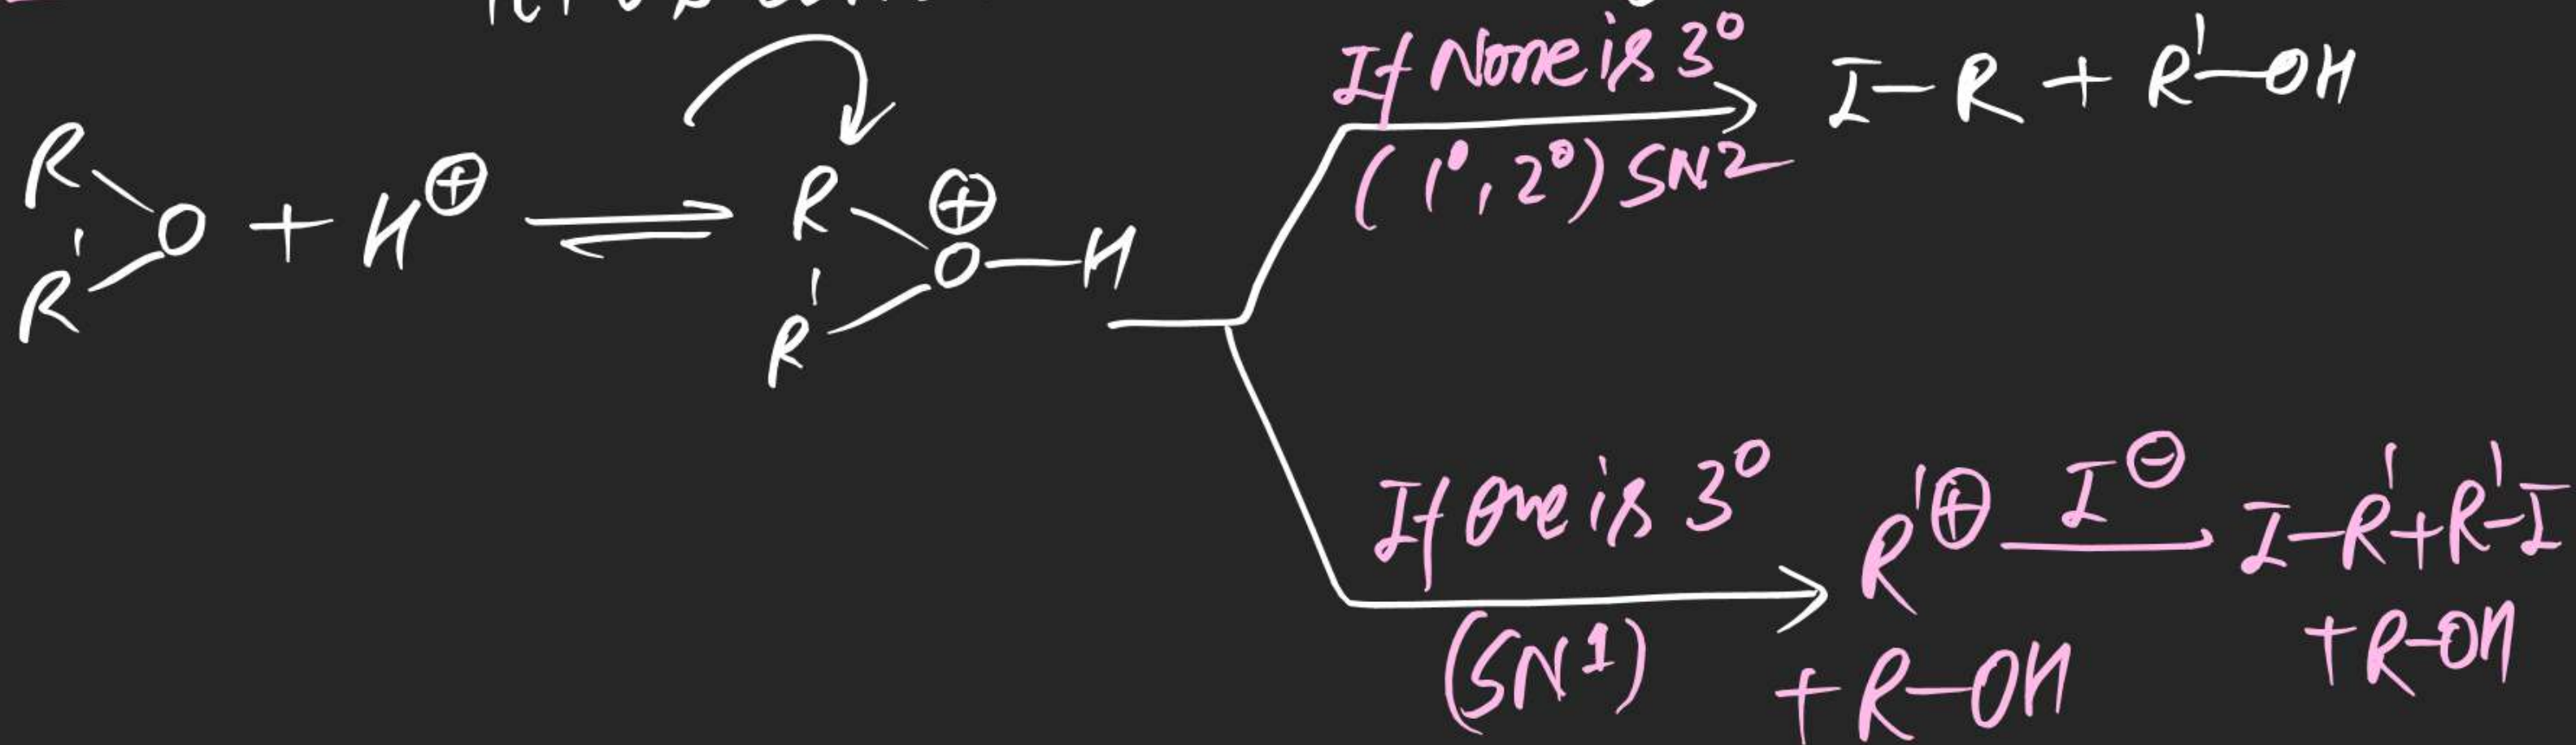 If None is 3°
I-R + R'-OH
(1°, 2°) SN2
R
R'
O + H⊕ ⇌ R
R'
⊕
O-H
If One is 3°
(SN1)
R'⊕ I⊖ I-R' + R'-I
+ R-OH
+ R-OH